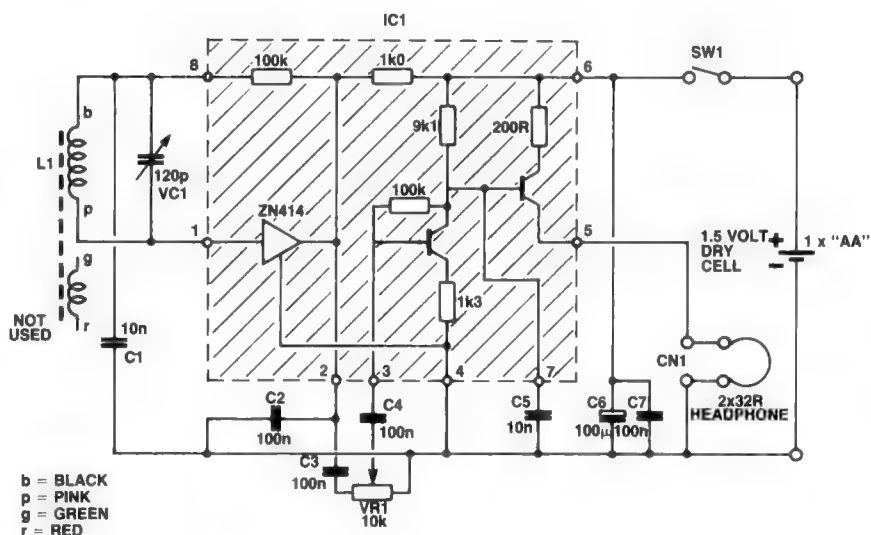 IC1
8
100k
1k0
6
SW1
b
9k1
200R
L1
120p
VC1
100k
p
ZN414
1
5
1.5 VOLT
DRY
CELL
+
−
1 x "AA"
g
NOT
USED
r
1k3
10n
C1
CN1
2
3
4
7
2x32R
HEADPHONE
C2
100n
C4
100n
C5
10n
C6
100µ
C7
100n
C3
100n
VR1
10k
b = BLACK
p = PINK
g = GREEN
r = RED